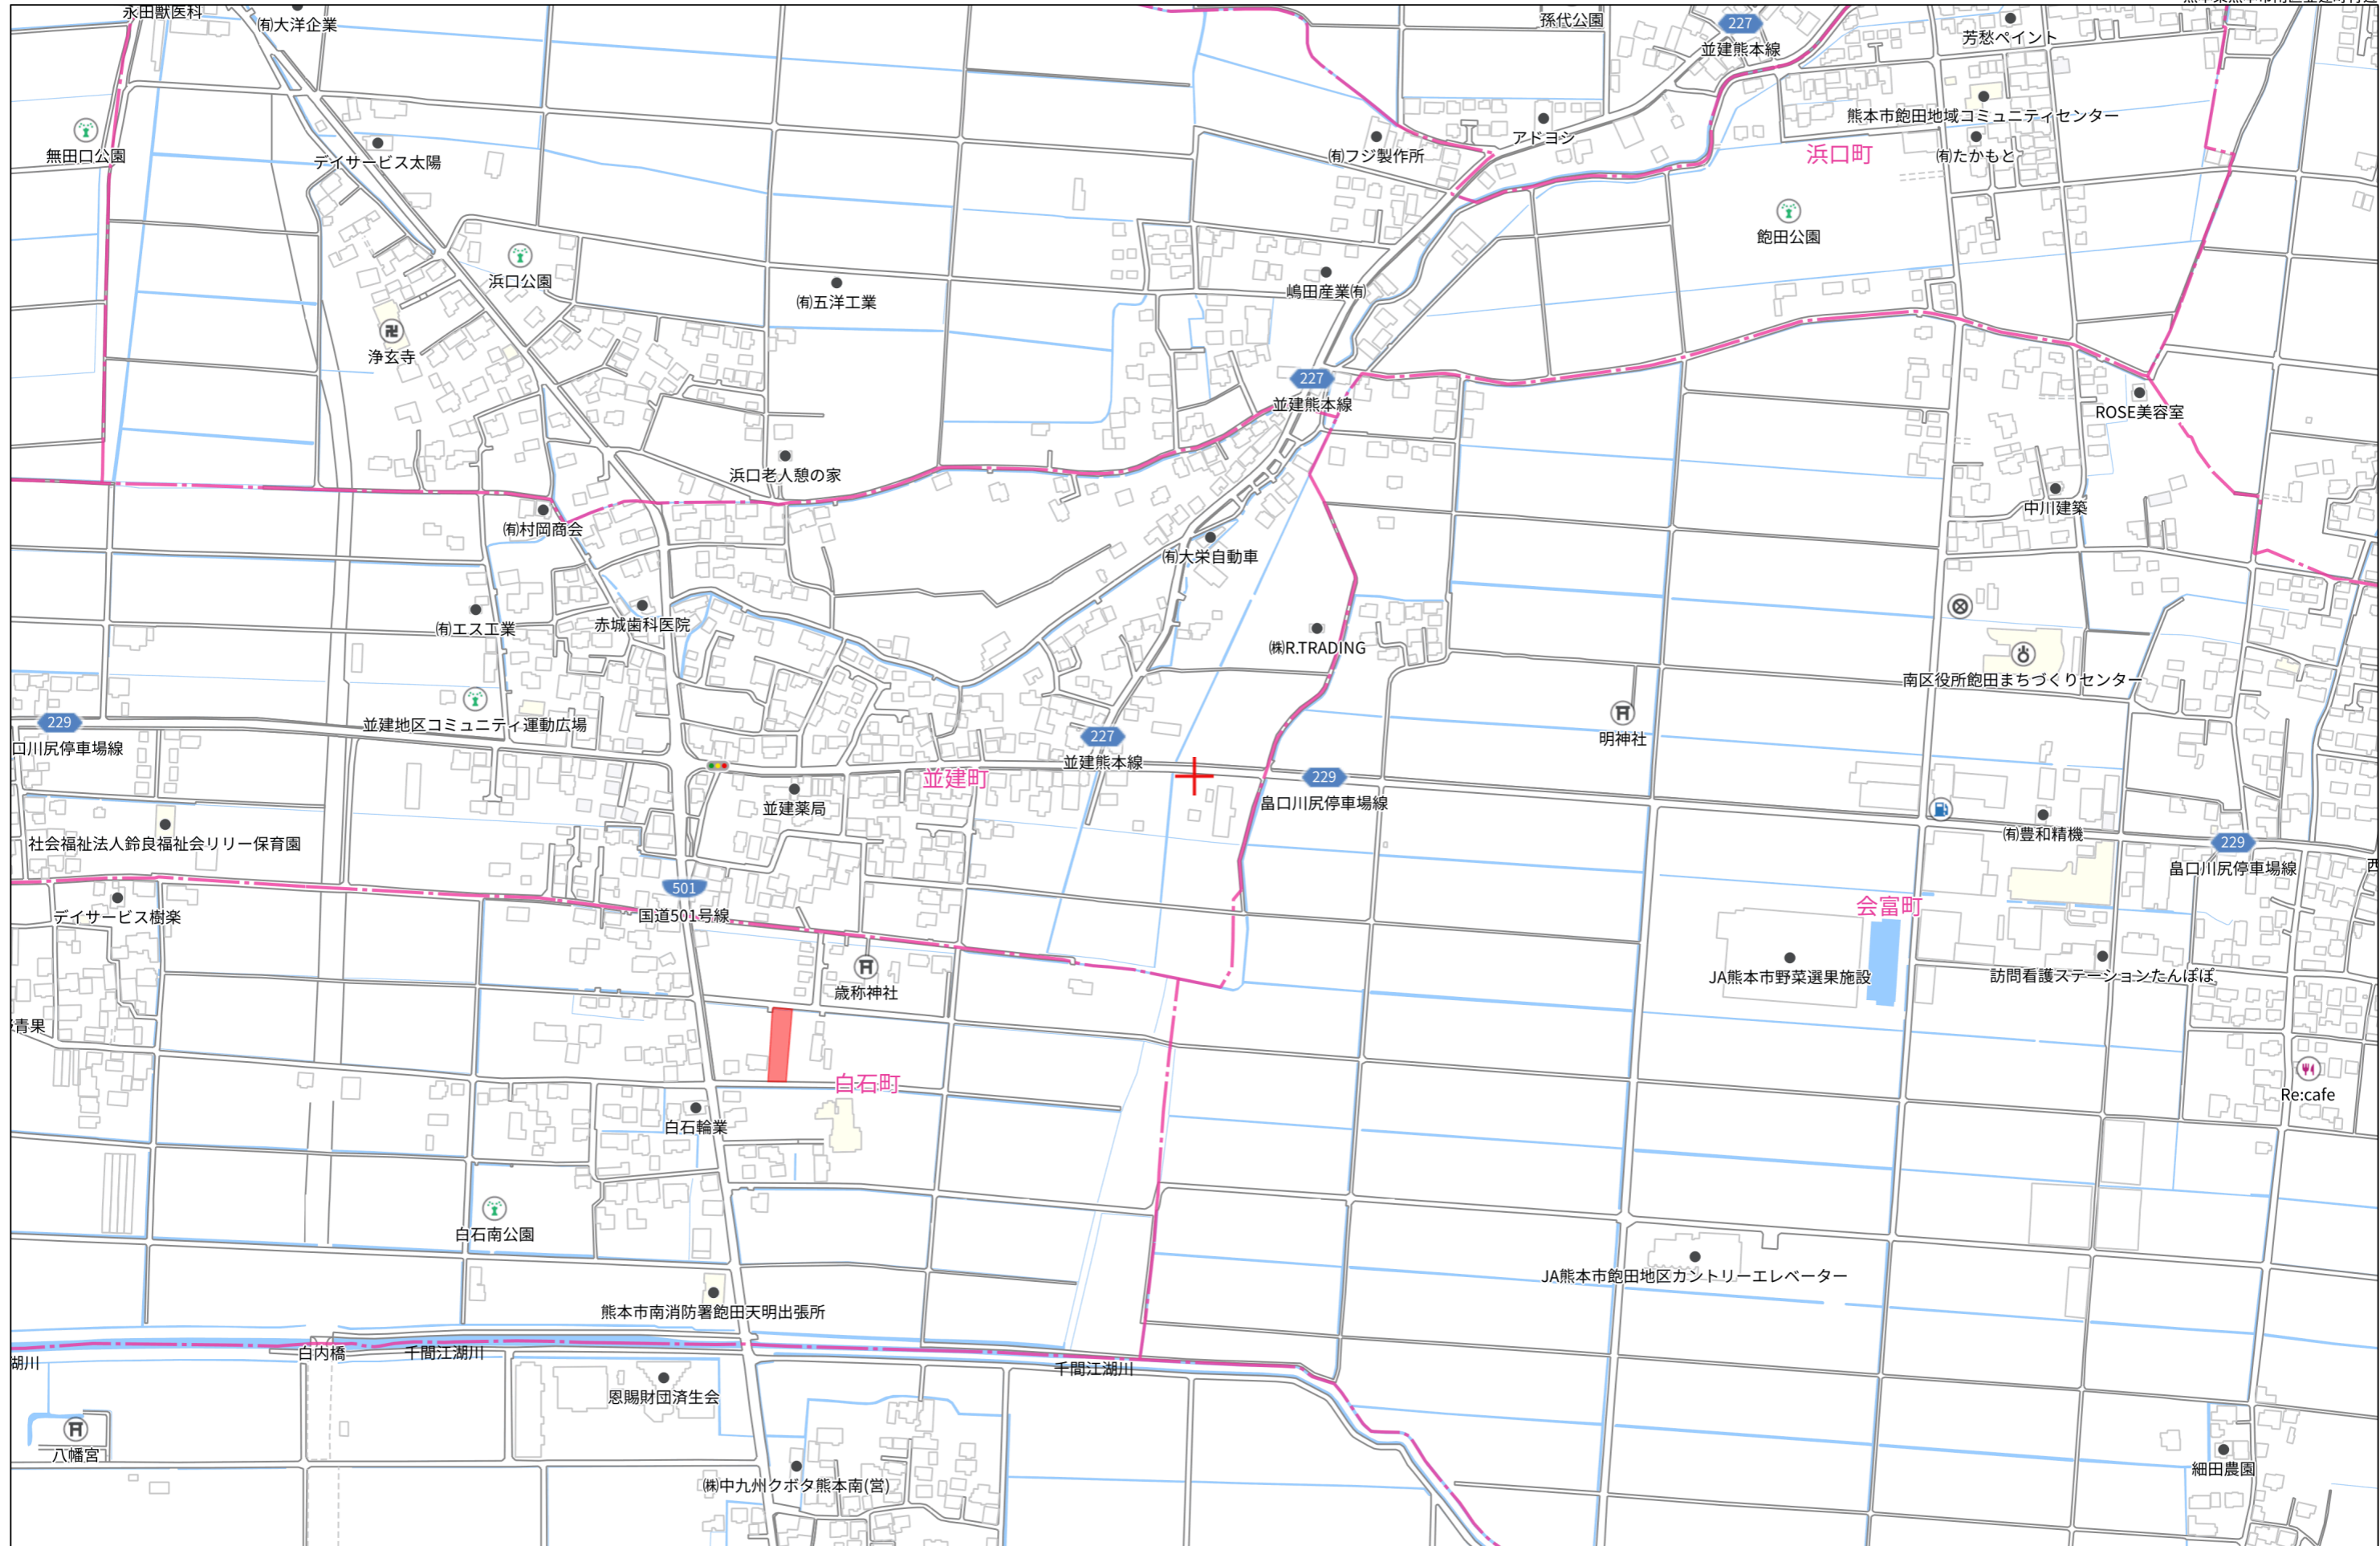 永田獣医科
㈲大洋企業
孫代公園
227
並建熊本線
芳愁ペイント
無田口公園
デイサービス太陽
㈲フジ製作所
アドヨシ
熊本市飽田地域コミュニティセンター
浜口町
㈲たかもと
浜口公園
飽田公園
㈲五洋工業
嶋田産業㈲
浄玄寺
227
並建熊本線
ROSE美容室
浜口老人憩の家
㈲村岡商会
㈲大栄自動車
中川建築
㈲エス工業
赤城歯科医院
㈱R.TRADING
南区役所飽田まちづくりセンター
229
口川尻停車場線
並建地区コミュニティ運動広場
227
並建熊本線
明神社
並建町
229
畠口川尻停車場線
並建薬局
社会福祉法人鈴良福祉会リリー保育園
㈲豊和精機
229
畠口川尻停車場線
西
501
国道501号線
デイサービス樹楽
会富町
歳称神社
JA熊本市野菜選果施設
訪問看護ステーションたんぽぽ
青果
白石町
Re:cafe
白石輪業
白石南公園
JA熊本市飽田地区カントリーエレベーター
熊本市南消防署飽田天明出張所
湖川
白内橋
千間江湖川
千間江湖川
恩賜財団済生会
八幡宮
㈱中九州クボタ熊本南(営)
細田農園